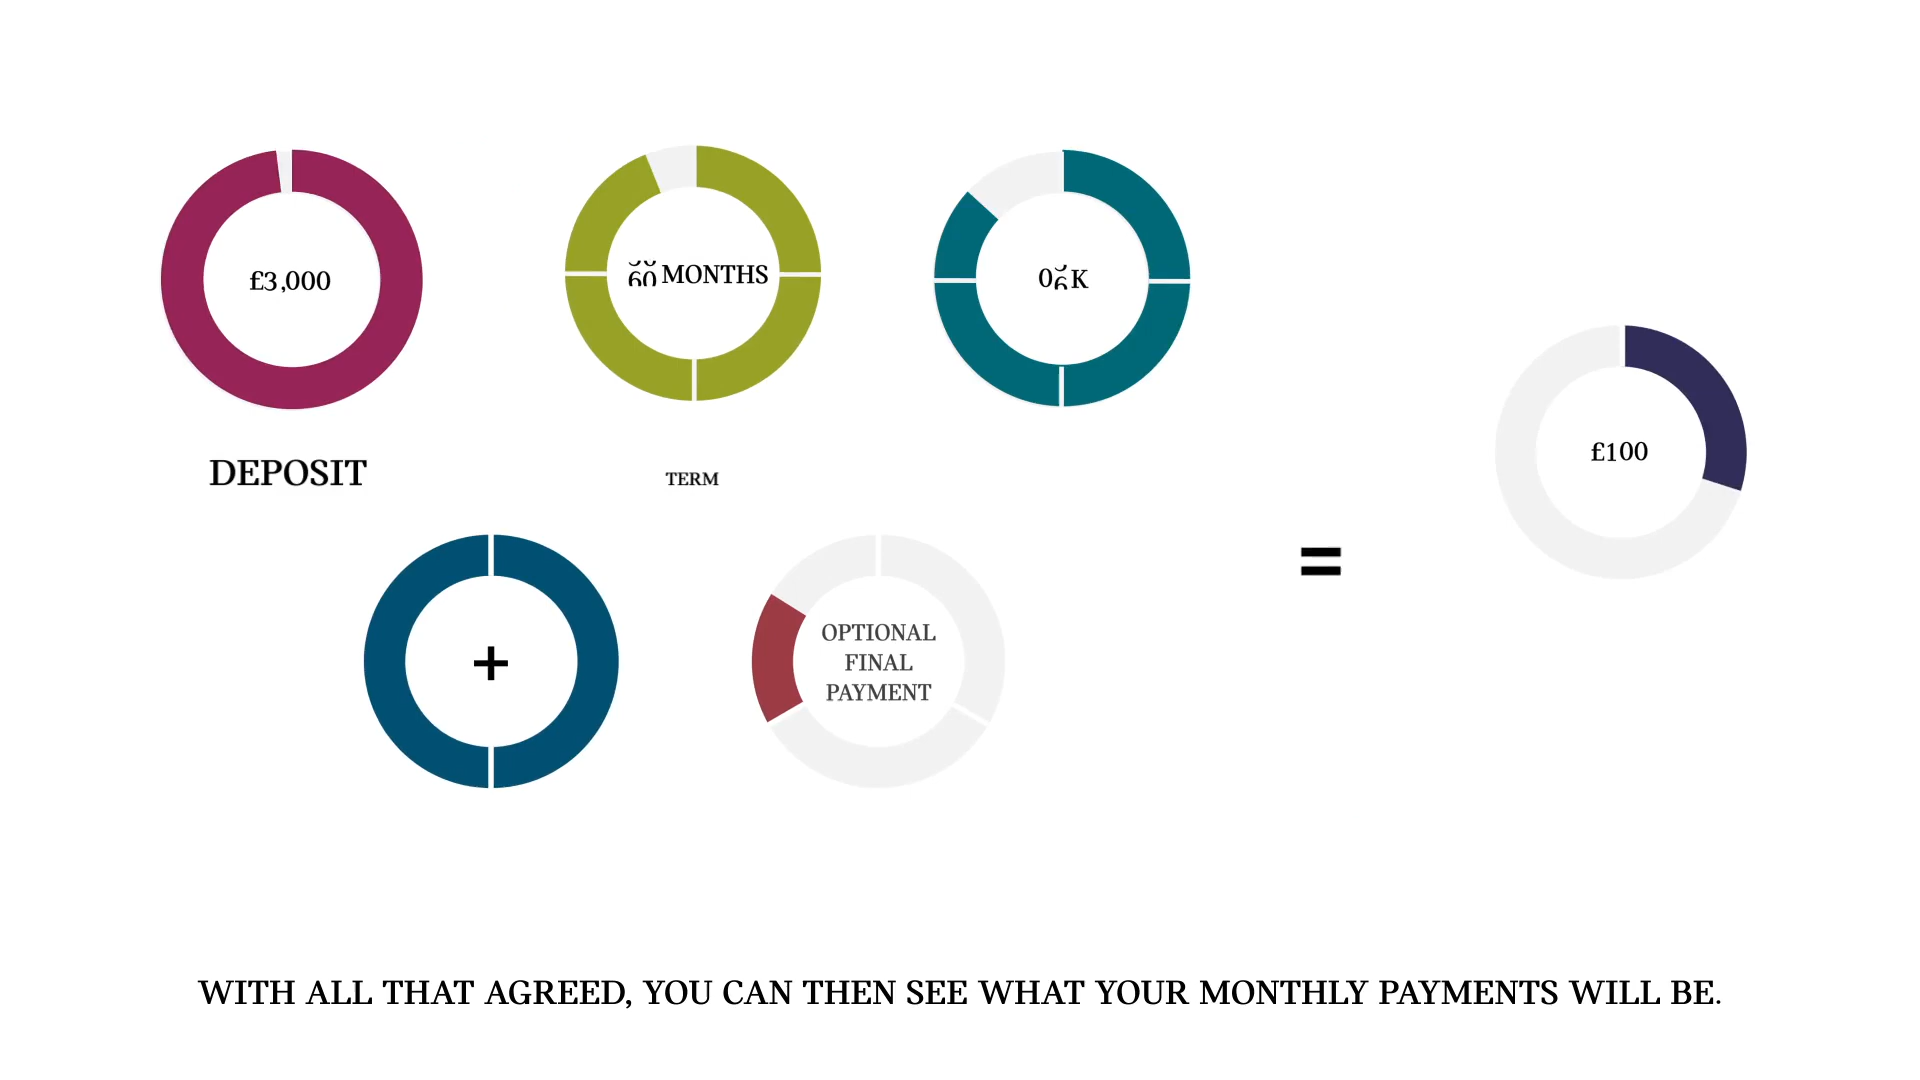 £3,000
MONTHS
K
DEPOSIT
TERM
+
OPTIONAL
FINAL
PAYMENT
=
£100
WITH ALL THAT AGREED, YOU CAN THEN SEE WHAT YOUR MONTHLY PAYMENTS WILL BE.